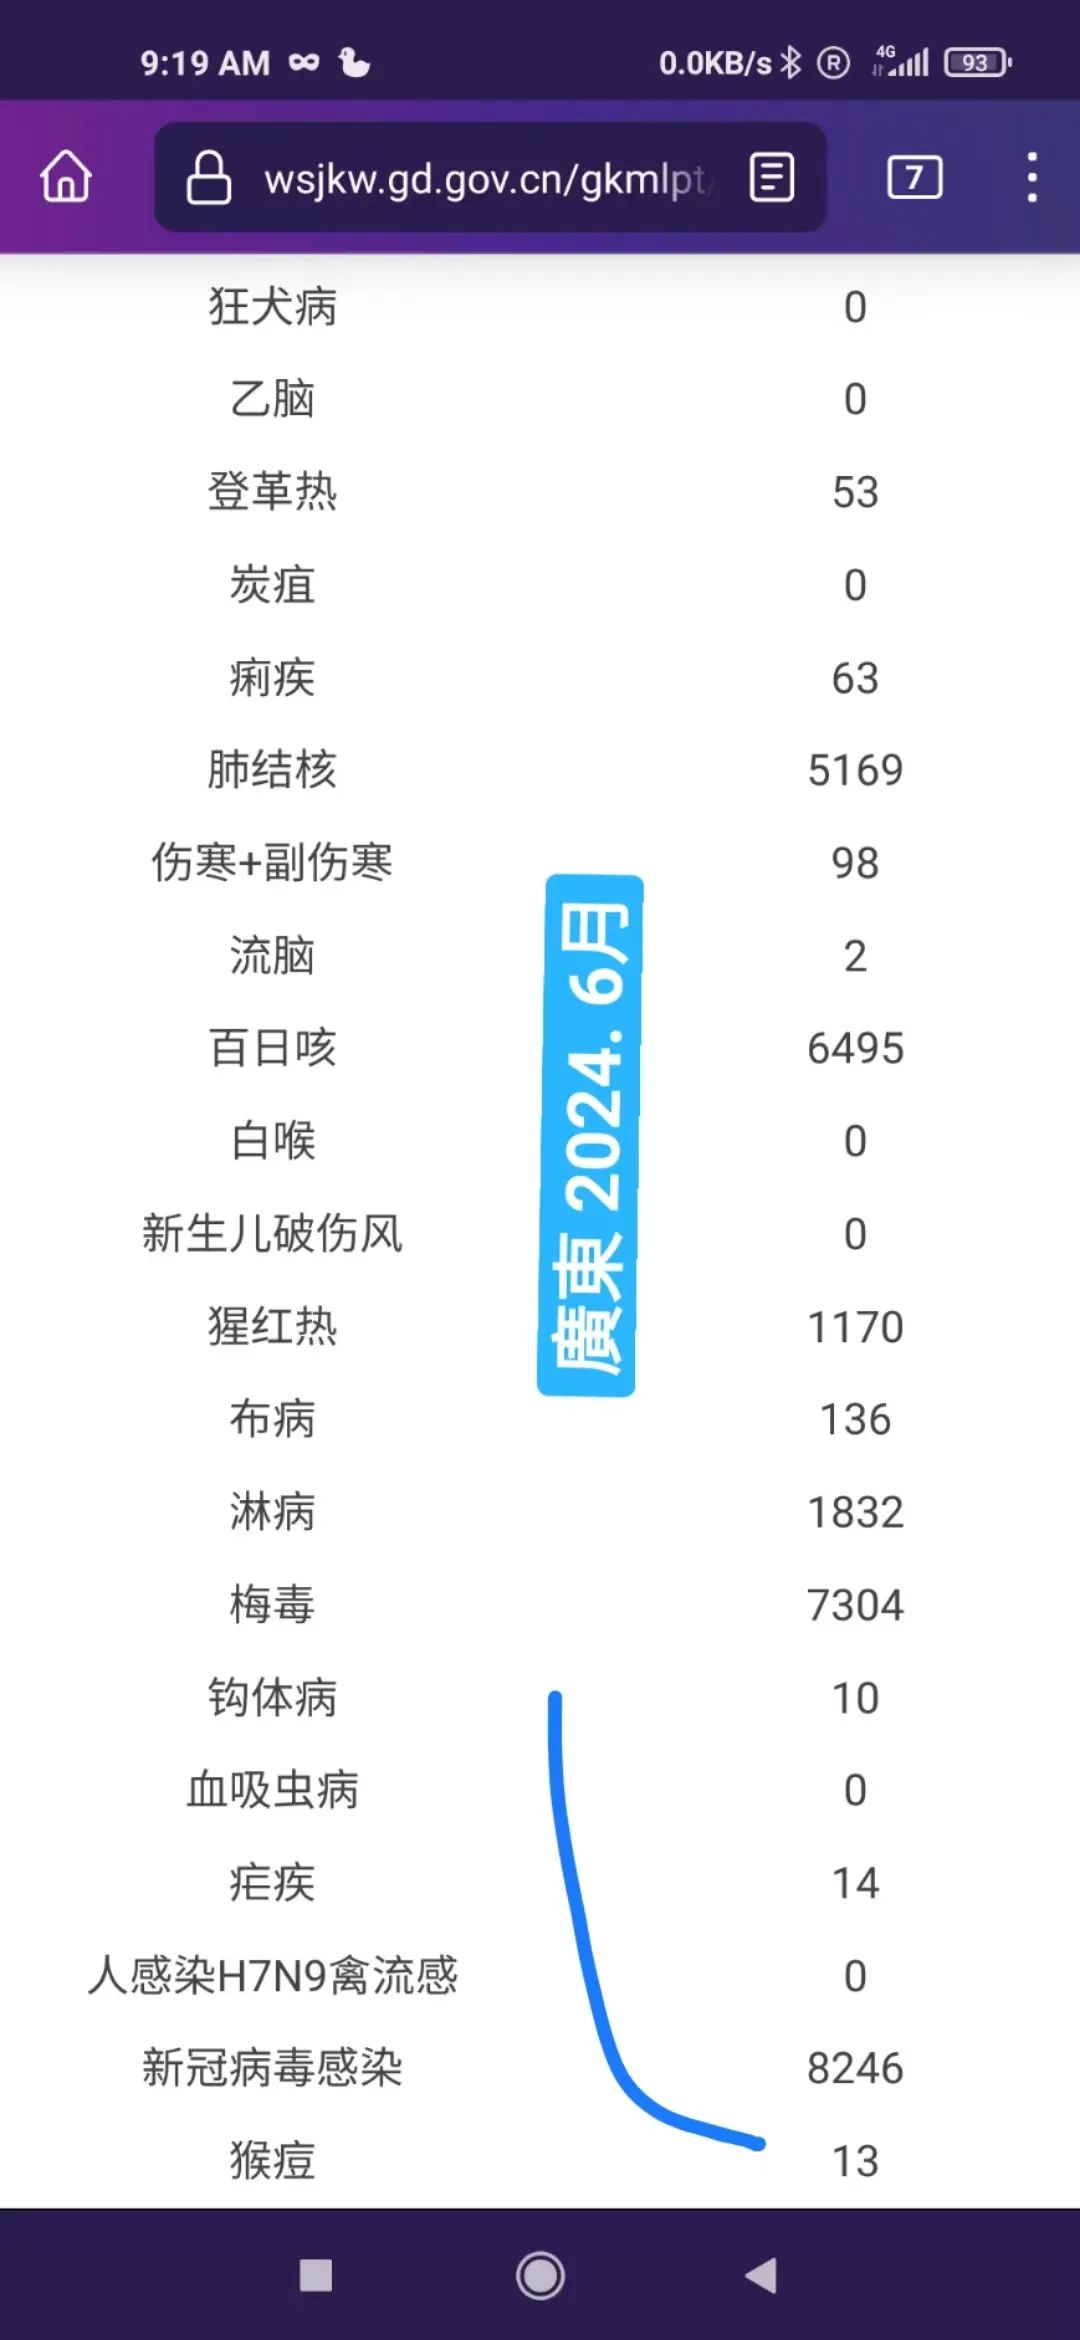 9:19 AM
0.0KB/s
4G
93
wsjkw.gd.gov.cn/gkmlpt/
7
狂犬病 0
乙脑 0
登革热 53
炭疽 0
痢疾 63
肺结核 5169
伤寒+副伤寒 98
流脑 2
百日咳 6495
白喉 0
新生儿破伤风 0
猩红热 1170
布病 136
淋病 1832
梅毒 7304
钩体病 10
血吸虫病 0
疟疾 14
人感染H7N9禽流感 0
新冠病毒感染 8246
猴痘 13
廣東 2024. 6月